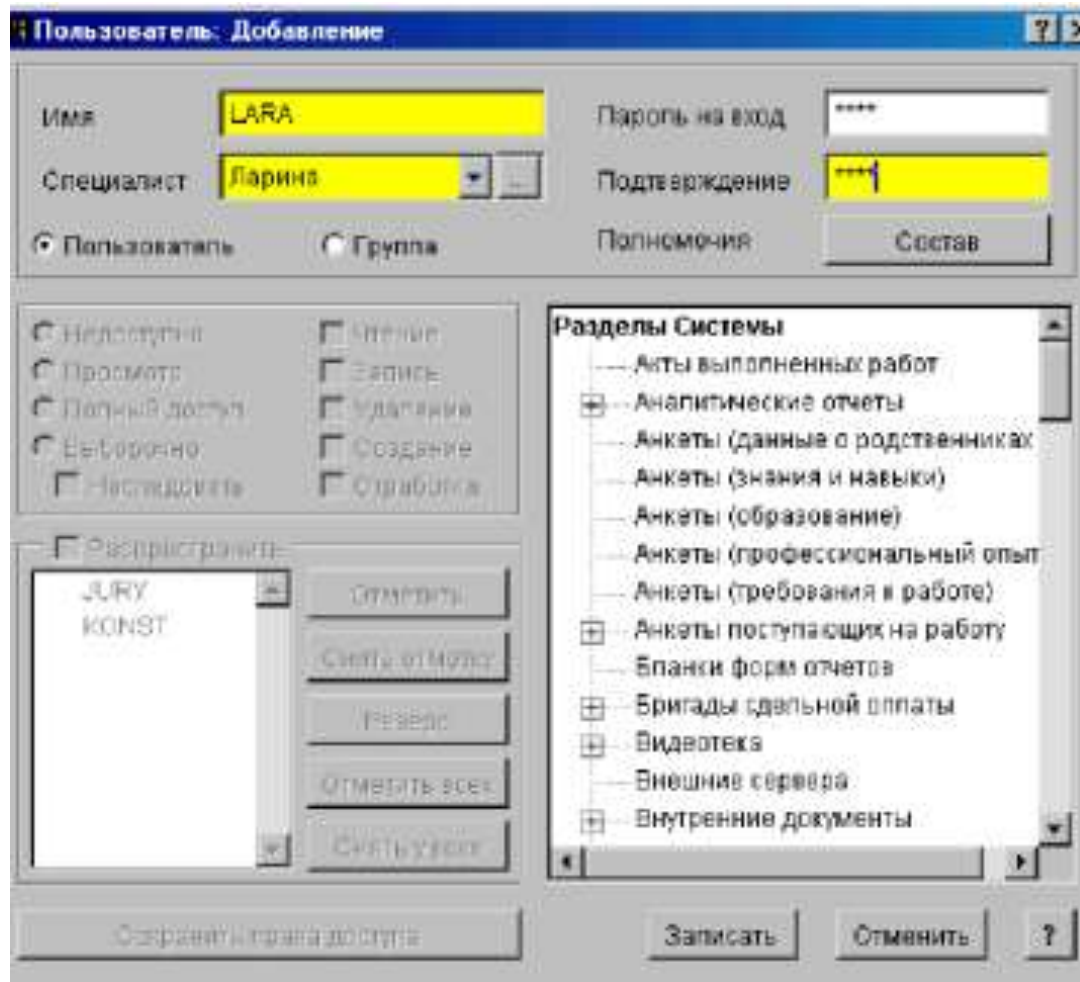 Пользователь: Добавление
Имя LARA Пароль на вход ****
Специалист Ларина ... Подтверждение ****
Пользователь Группа Полномочия Состав
Недоступно Чтение
Просмотр Запись
Полный доступ Удаление
Выборочно Создание
Наследовать Отработка
Распространить
JURY
KONST
Отметить
Снять отметку
Реверс
Отметить всех
Снять у всех
Разделы Системы
Акты выполненных работ
Аналитические отчеты
Анкеты (данные о родственниках
Анкеты (знания и навыки)
Анкеты (образование)
Анкеты (профессиональный опыт
Анкеты (требования к работе)
Анкеты поступающих на работу
Бланки форм отчетов
Бригады сдельной оплаты
Видеотека
Внешние сервера
Внутренние документы
Сохранить права доступа Записать Отменить ?